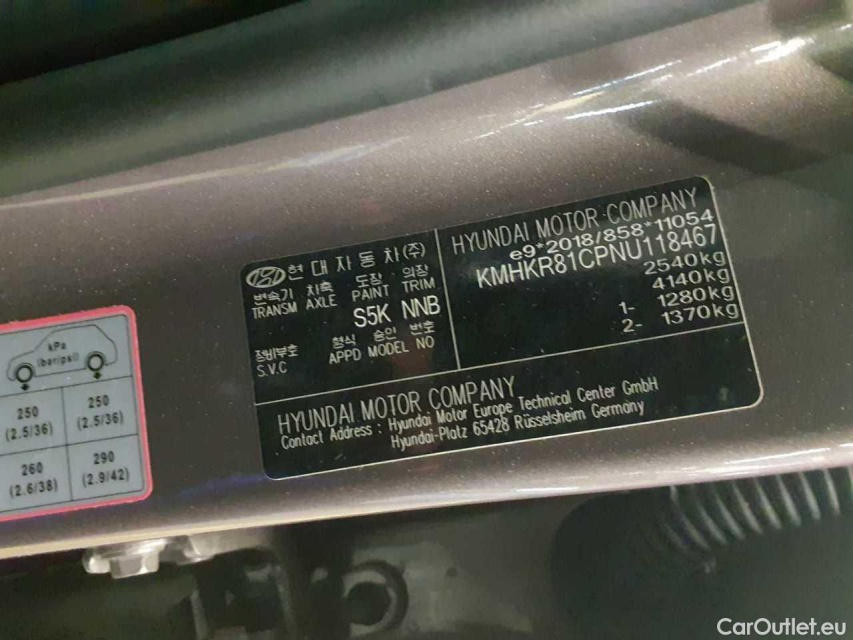 kPa
(bar/psi)
250 250
(2.5/36) (2.5/36)
260 290
(2.6/38) (2.9/42)
현대자동차(주)
변속기 차축 도장 의장
TRANSM AXLE PAINT TRIM
S5K NNB
정비부호 형식 승인 번호
S.V.C APPD MODEL NO
HYUNDAI MOTOR COMPANY
e9*2018/858*11054
KMHKR81CPNU118467
2540kg
4140kg
1- 1280kg
2- 1370kg
HYUNDAI MOTOR COMPANY
Contact Address : Hyundai Motor Europe Technical Center GmbH
Hyundai-Platz 65428 Rüsselsheim Germany
CarOutlet.eu